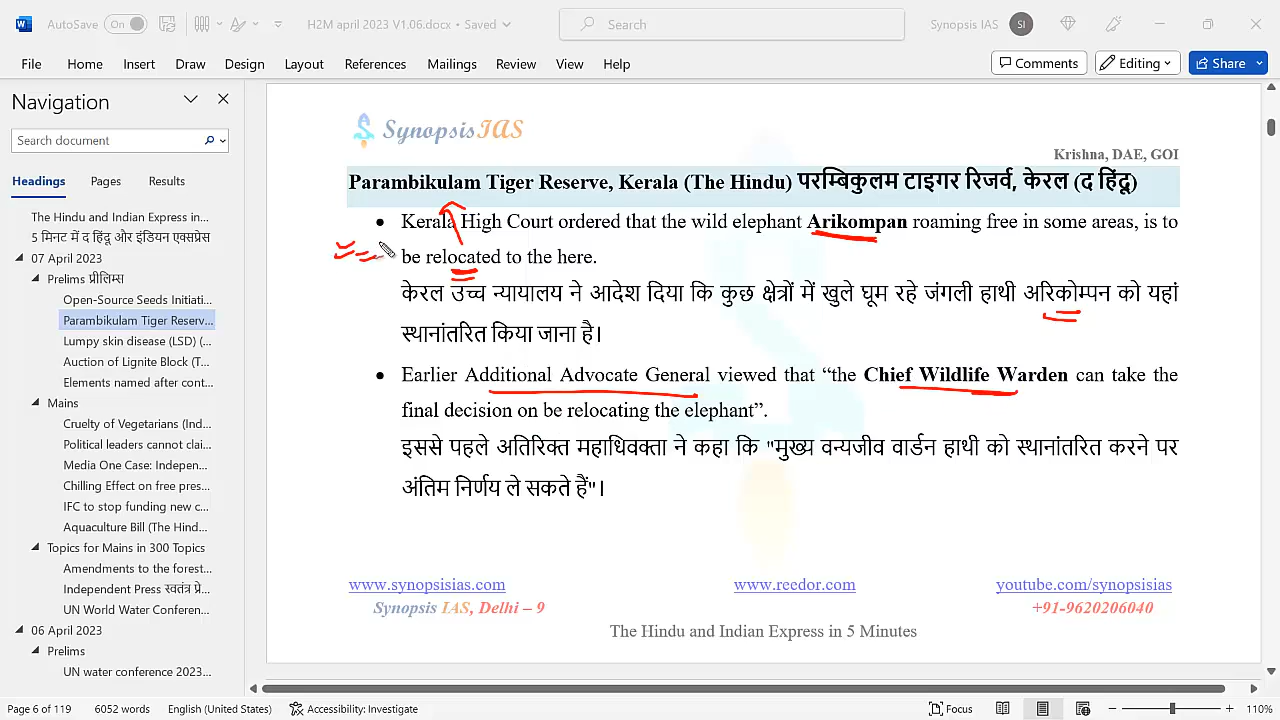 AutoSave On H2M april 2023 V1.06.docx • Saved Search Synopsis IAS SI
File Home Insert Draw Design Layout References Mailings Review View Help Comments Editing Share
Navigation
Search document
Headings Pages Results
The Hindu and Indian Express in...
5 मिनट में द हिंदू और इंडियन एक्सप्रेस
07 April 2023
Prelims प्रीलिम्स
Open-Source Seeds Initiati...
Parambikulam Tiger Reserv...
Lumpy skin disease (LSD) (...
Auction of Lignite Block (T...
Elements named after cont...
Mains
Cruelty of Vegetarians (Ind...
Political leaders cannot clai...
Media One Case: Indepen...
Chilling Effect on free pres...
IFC to stop funding new c...
Aquaculture Bill (The Hind...
Topics for Mains in 300 Topics
Amendments to the forest...
Independent Press स्वतंत्र प्रे...
UN World Water Conferen...
06 April 2023
Prelims
UN water conference 2023...
SynopsisIAS
Krishna, DAE, GOI
Parambikulam Tiger Reserve, Kerala (The Hindu) परम्बिकुलम टाइगर रिजर्व, केरल (द हिंदू)
• Kerala High Court ordered that the wild elephant Arikompan roaming free in some areas, is to
be relocated to the here.
केरल उच्च न्यायालय ने आदेश दिया कि कुछ क्षेत्रों में खुले घूम रहे जंगली हाथी अरिकोम्पन को यहां
स्थानांतरित किया जाना है।
• Earlier Additional Advocate General viewed that “the Chief Wildlife Warden can take the
final decision on be relocating the elephant”.
इससे पहले अतिरिक्त महाधिवक्ता ने कहा कि "मुख्य वन्यजीव वार्डन हाथी को स्थानांतरित करने पर
अंतिम निर्णय ले सकते हैं"।
www.synopsisias.com www.reedor.com youtube.com/synopsisias
Synopsis IAS, Delhi – 9 +91-9620206040
The Hindu and Indian Express in 5 Minutes
Page 6 of 119 6052 words English (United States) Accessibility: Investigate Focus 110%